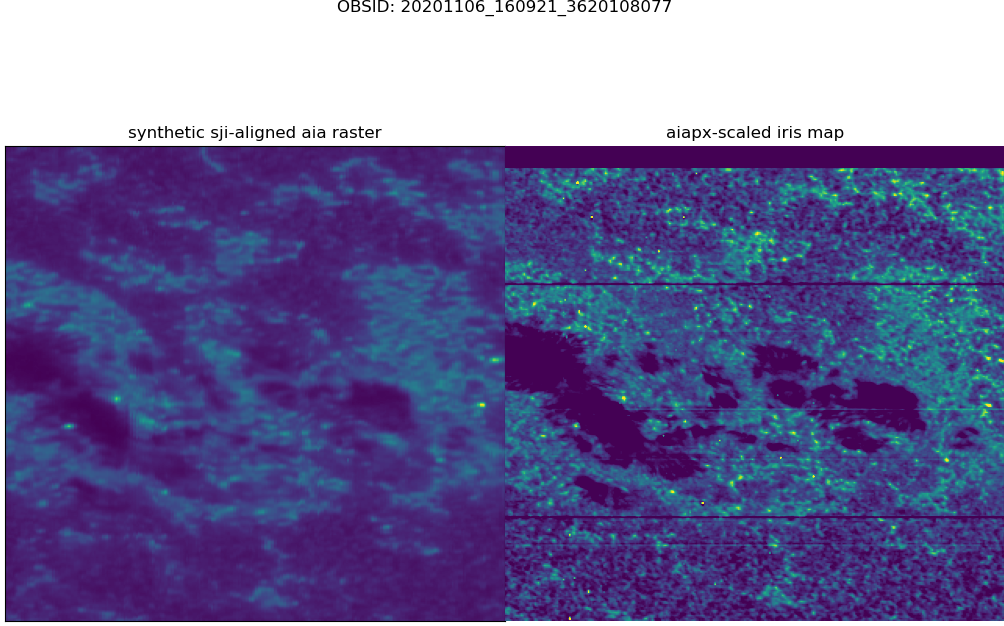 OBSID: 20201106_160921_3620108077
synthetic sji-aligned aia raster
aiapx-scaled iris map